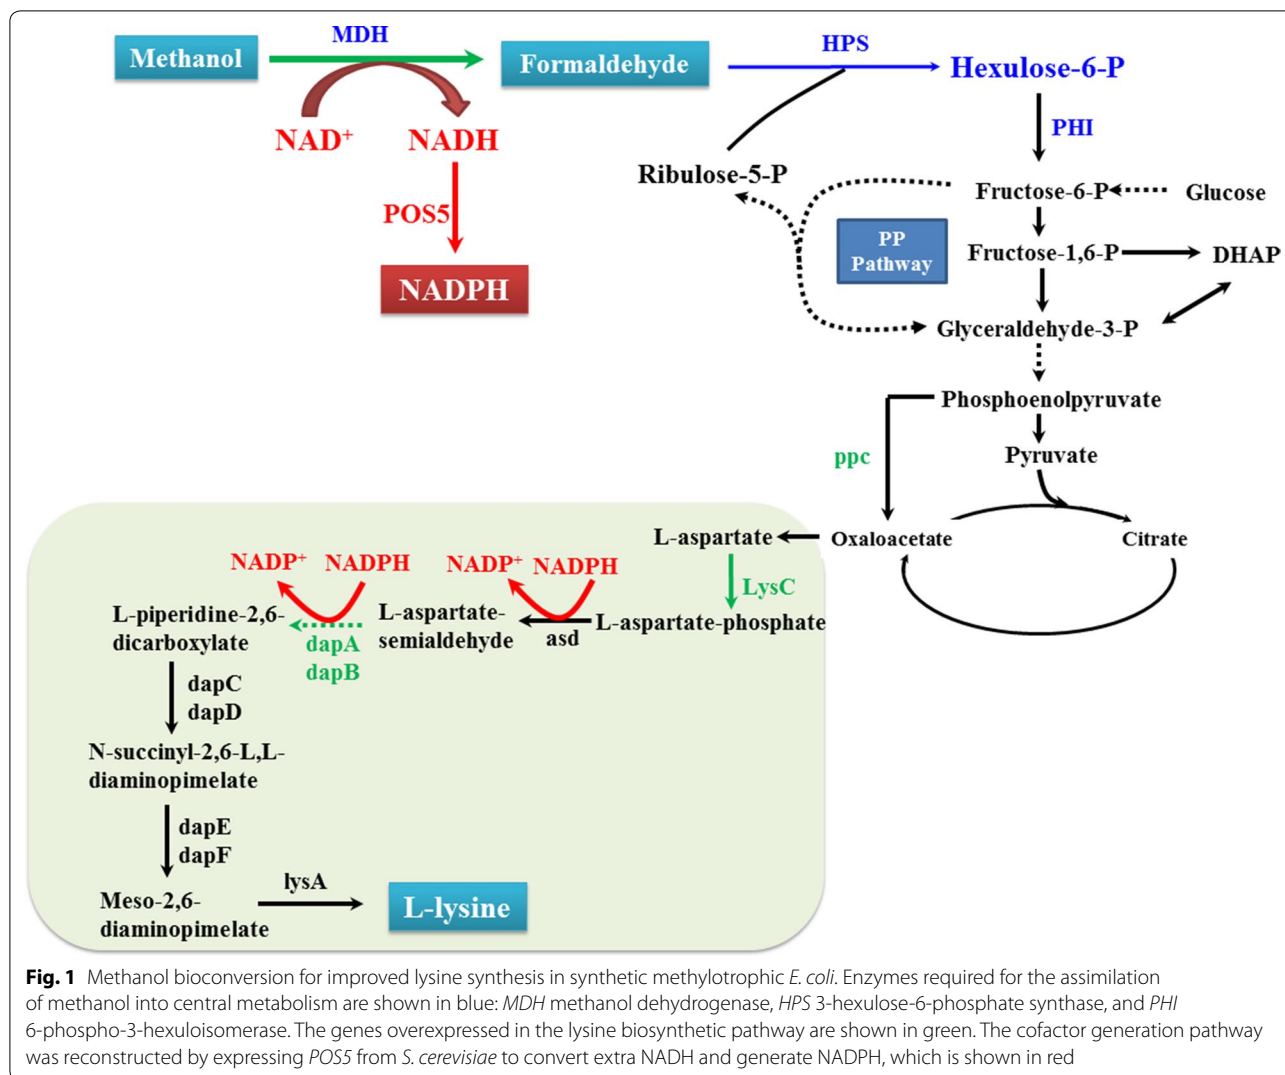 MDH
HPS
Methanol
Formaldehyde
Hexulose-6-P
NAD⁺
NADH
PHI
Ribulose-5-P
Fructose-6-P
Glucose
POS5
PP
Pathway
Fructose-1,6-P
DHAP
NADPH
Glyceraldehyde-3-P
Phosphoenolpyruvate
ppc
Pyruvate
L-aspartate
Oxaloacetate
Citrate
NADP⁺
NADPH
NADP⁺
NADPH
LysC
L-piperidine-2,6-
dicarboxylate
L-aspartate-
semialdehyde
L-aspartate-phosphate
asd
dapA
dapB
dapC
dapD
N-succinyl-2,6-L,L-
diaminopimelate
dapE
dapF
lysA
Meso-2,6-
diaminopimelate
L-lysine
Fig. 1 Methanol bioconversion for improved lysine synthesis in synthetic methylotrophic E. coli. Enzymes required for the assimilation
of methanol into central metabolism are shown in blue: MDH methanol dehydrogenase, HPS 3-hexulose-6-phosphate synthase, and PHI
6-phospho-3-hexuloisomerase. The genes overexpressed in the lysine biosynthetic pathway are shown in green. The cofactor generation pathway
was reconstructed by expressing POS5 from S. cerevisiae to convert extra NADH and generate NADPH, which is shown in red